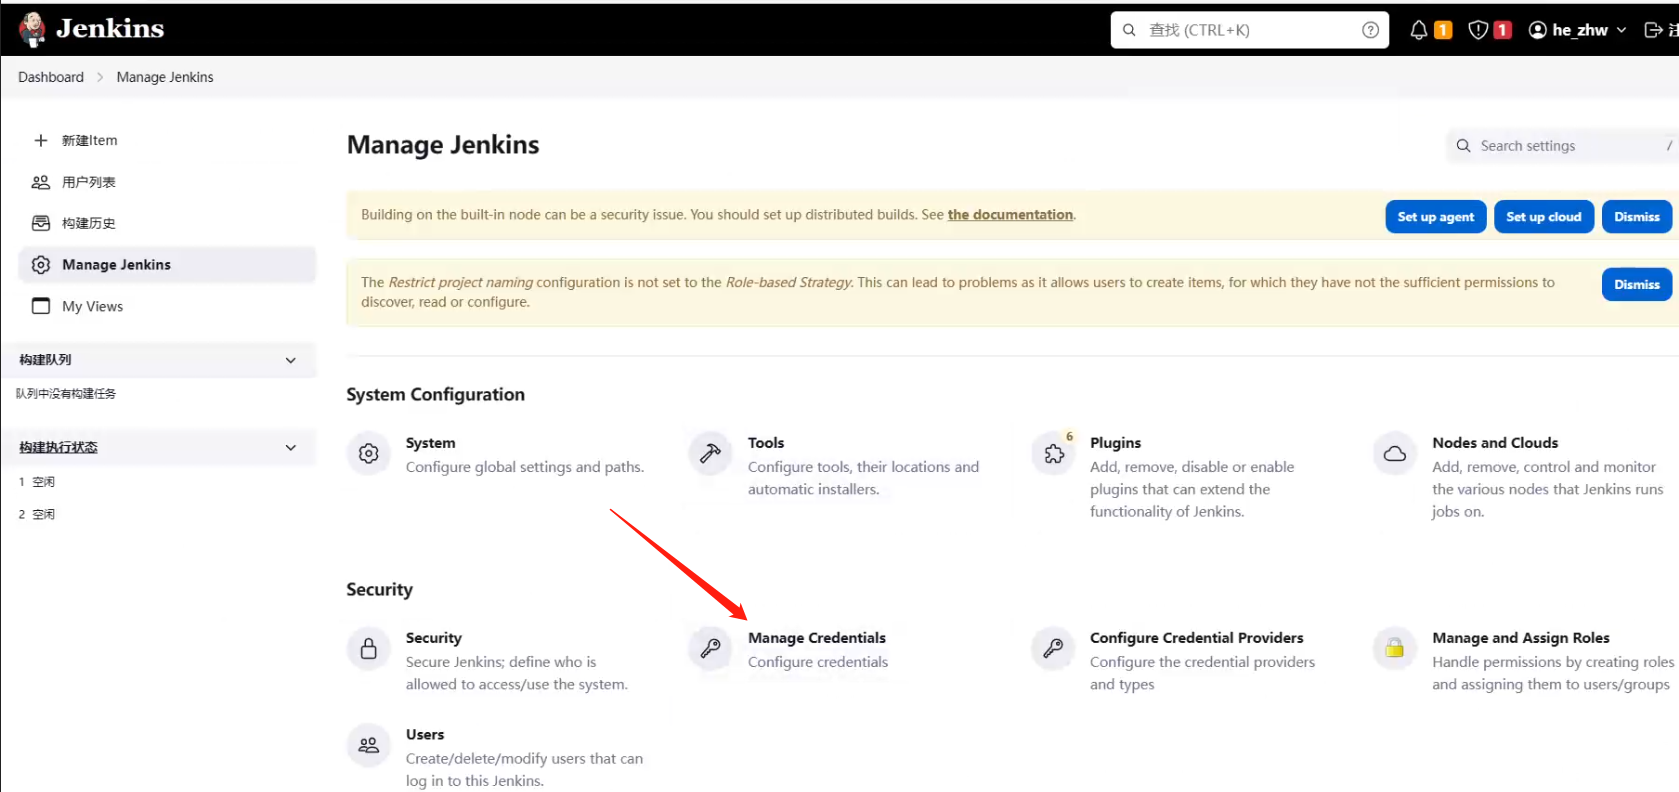 Jenkins
查找 (CTRL+K)
1
1
he_zhw
Dashboard
Manage Jenkins
新建Item
用户列表
构建历史
Manage Jenkins
My Views
构建队列
队列中没有构建任务
构建执行状态
1 空闲
2 空闲
Manage Jenkins
Search settings
/
Building on the built-in node can be a security issue. You should set up distributed builds. See the documentation.
Set up agent
Set up cloud
Dismiss
The Restrict project naming configuration is not set to the Role-based Strategy. This can lead to problems as it allows users to create items, for which they have not the sufficient permissions to
discover, read or configure.
Dismiss
System Configuration
System
Configure global settings and paths.
Tools
Configure tools, their locations and
automatic installers.
6
Plugins
Add, remove, disable or enable
plugins that can extend the
functionality of Jenkins.
Nodes and Clouds
Add, remove, control and monitor
the various nodes that Jenkins runs
jobs on.
Security
Security
Secure Jenkins; define who is
allowed to access/use the system.
Manage Credentials
Configure credentials
Configure Credential Providers
Configure the credential providers
and types
Manage and Assign Roles
Handle permissions by creating roles
and assigning them to users/groups
Users
Create/delete/modify users that can
log in to this Jenkins.